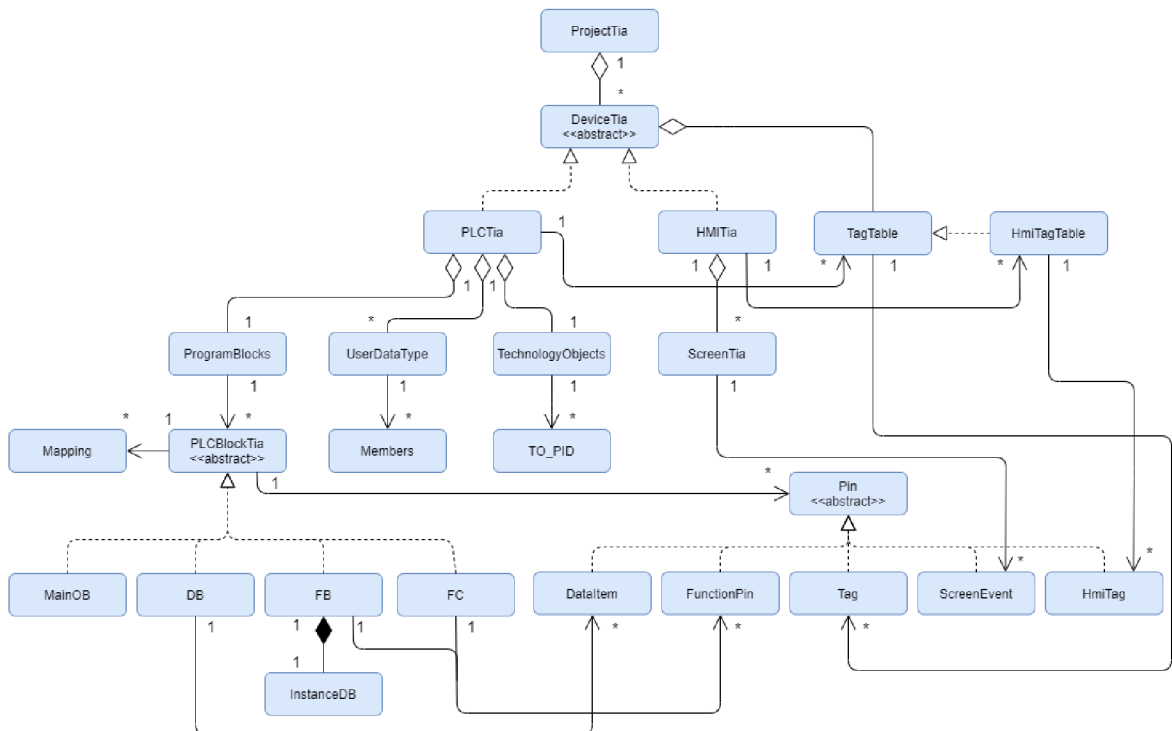 ProjectTia
1
*
DeviceTia
<<abstract>>
PLCTia
HMITia
TagTable
HmiTagTable
1
1
1
*
1
1
*
1
1
1
*
1
*
1
ProgramBlocks
UserDataType
TechnologyObjects
ScreenTia
1
1
1
1
*
1
*
*
*
Mapping
PLCBlockTia
<<abstract>>
Members
TO_PID
1
*
Pin
<<abstract>>
*
*
MainOB
DB
FB
FC
DataItem
FunctionPin
Tag
ScreenEvent
HmiTag
1
1
1
1
*
*
*
1
InstanceDB